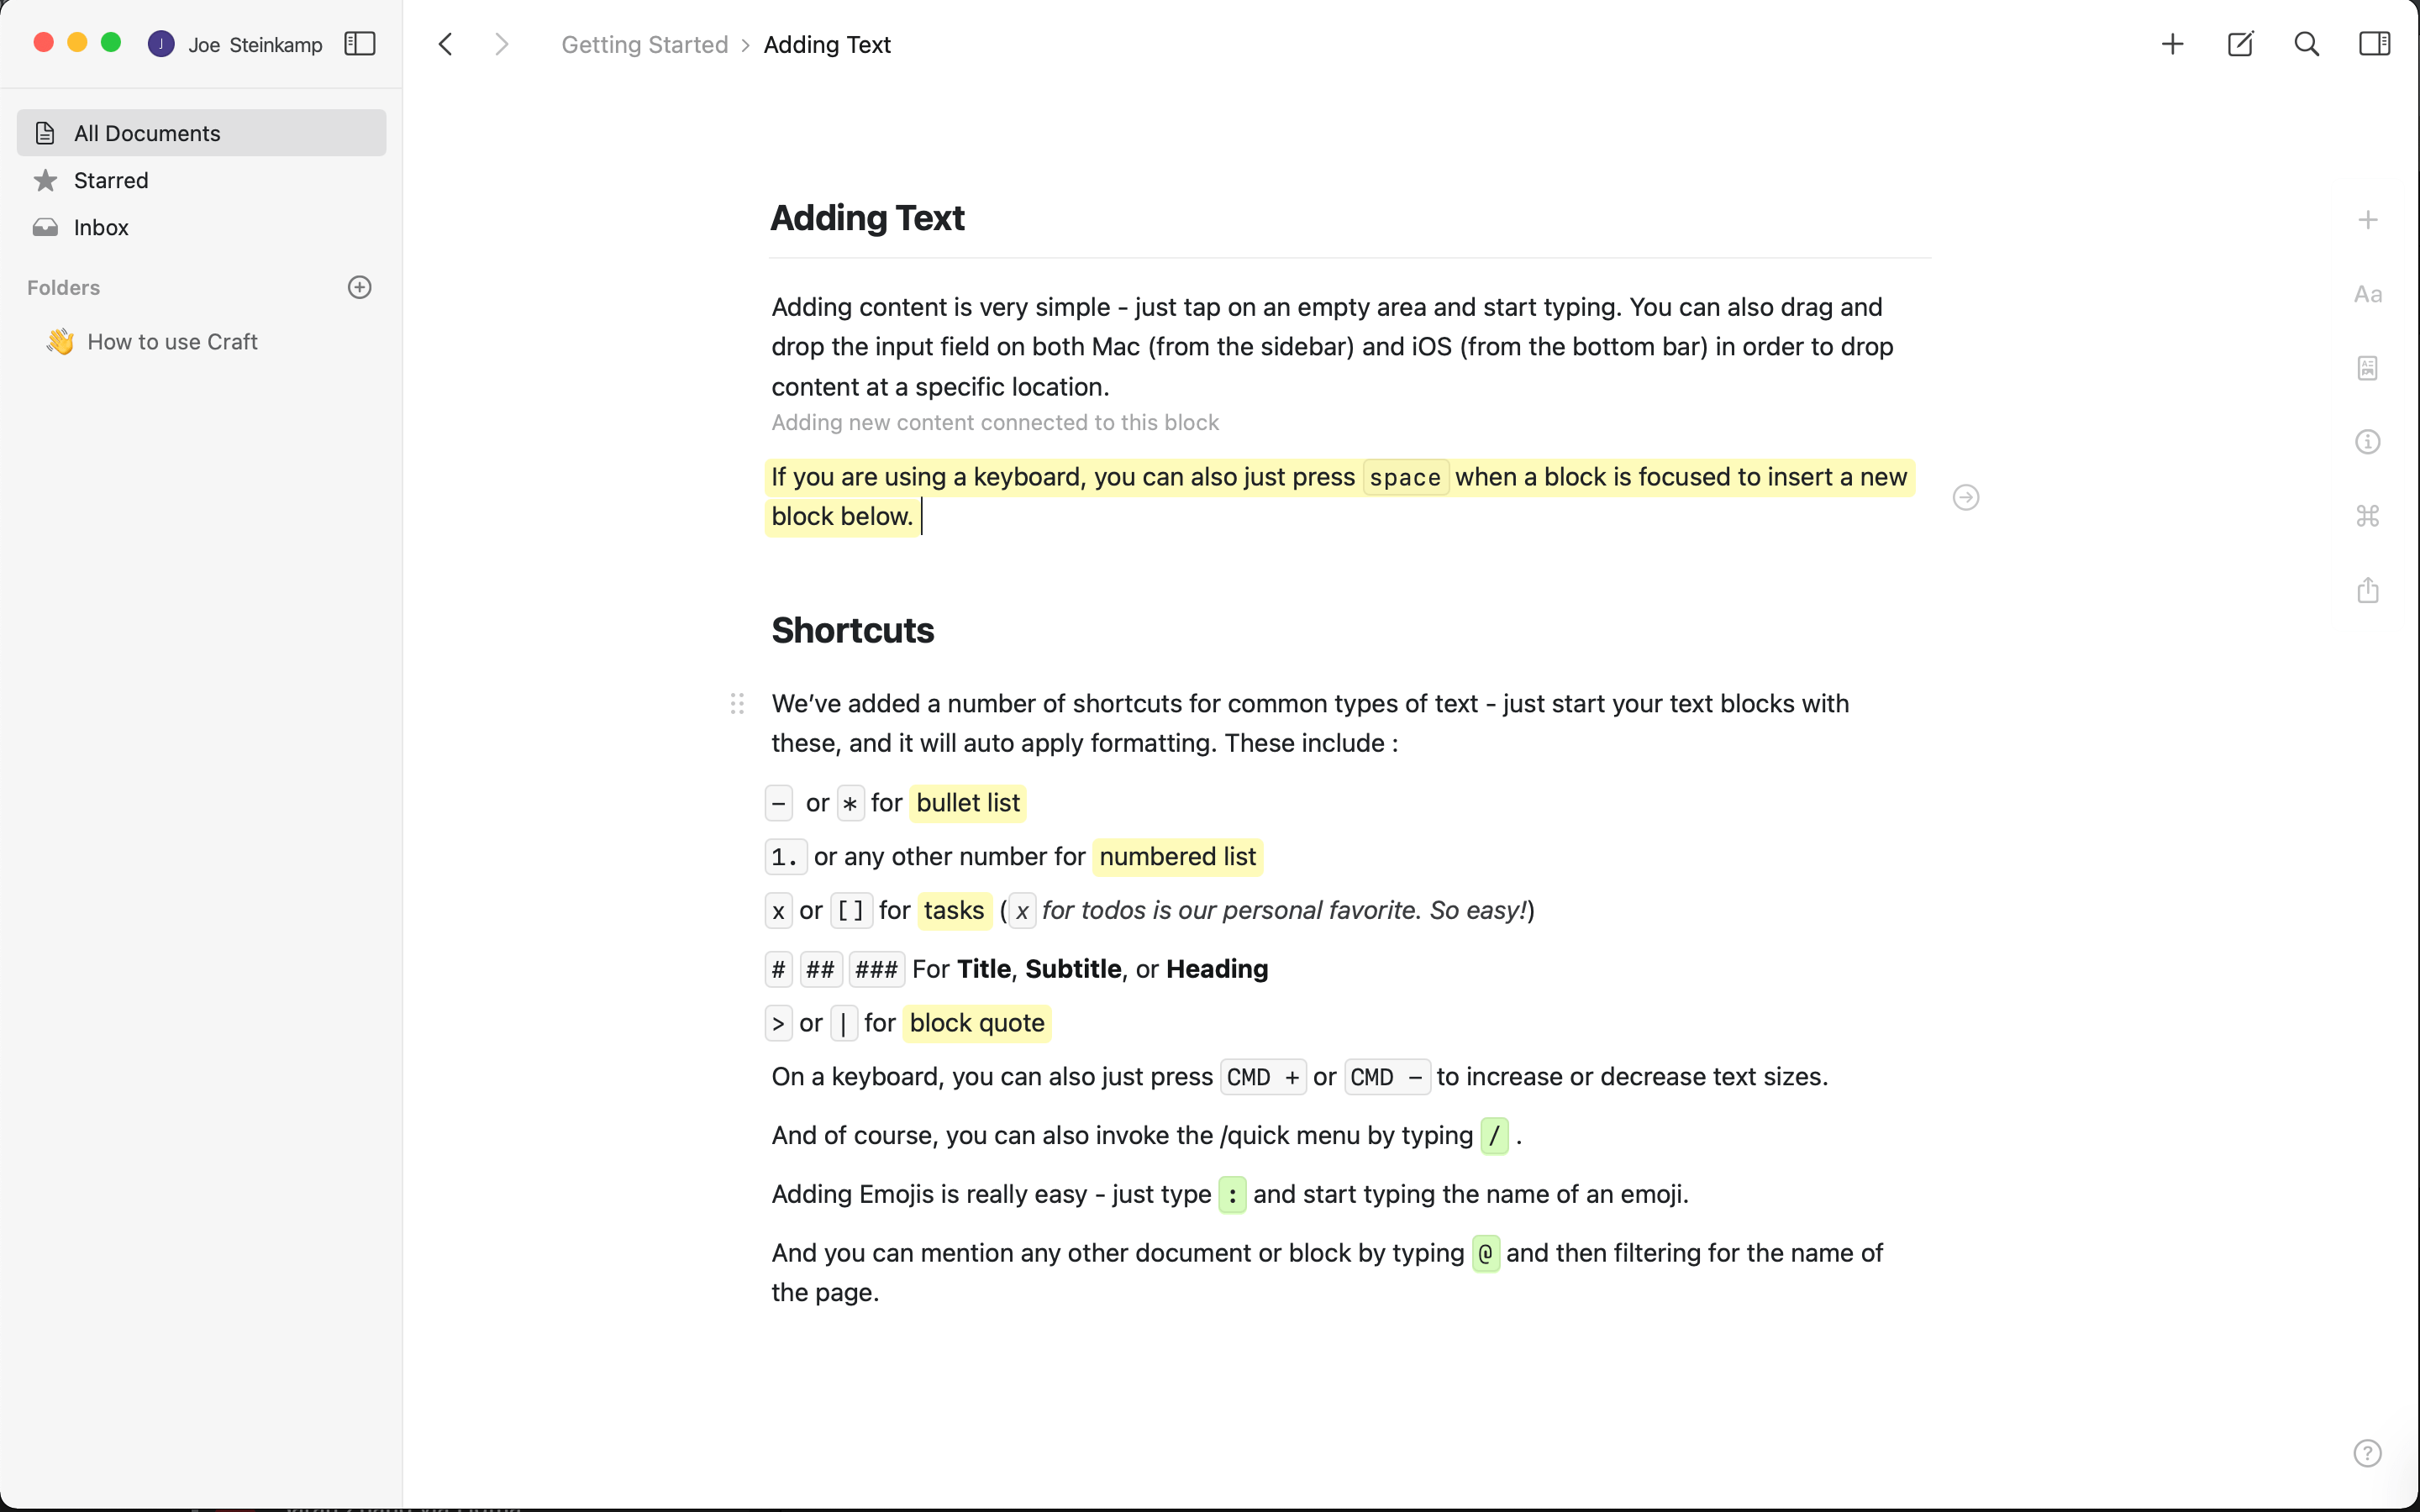 J Joe Steinkamp
Getting Started › Adding Text
All Documents
Starred
Inbox
Folders
👋 How to use Craft
Adding Text
Adding content is very simple - just tap on an empty area and start typing. You can also drag and
drop the input field on both Mac (from the sidebar) and iOS (from the bottom bar) in order to drop
content at a specific location.
Adding new content connected to this block
If you are using a keyboard, you can also just press space when a block is focused to insert a new
block below.
Shortcuts
We’ve added a number of shortcuts for common types of text - just start your text blocks with
these, and it will auto apply formatting. These include :
- or * for bullet list
1. or any other number for numbered list
x or [] for tasks (x for todos is our personal favorite. So easy!)
# ## ### For Title, Subtitle, or Heading
> or | for block quote
On a keyboard, you can also just press CMD + or CMD - to increase or decrease text sizes.
And of course, you can also invoke the /quick menu by typing / .
Adding Emojis is really easy - just type : and start typing the name of an emoji.
And you can mention any other document or block by typing @ and then filtering for the name of
the page.
Aa
?